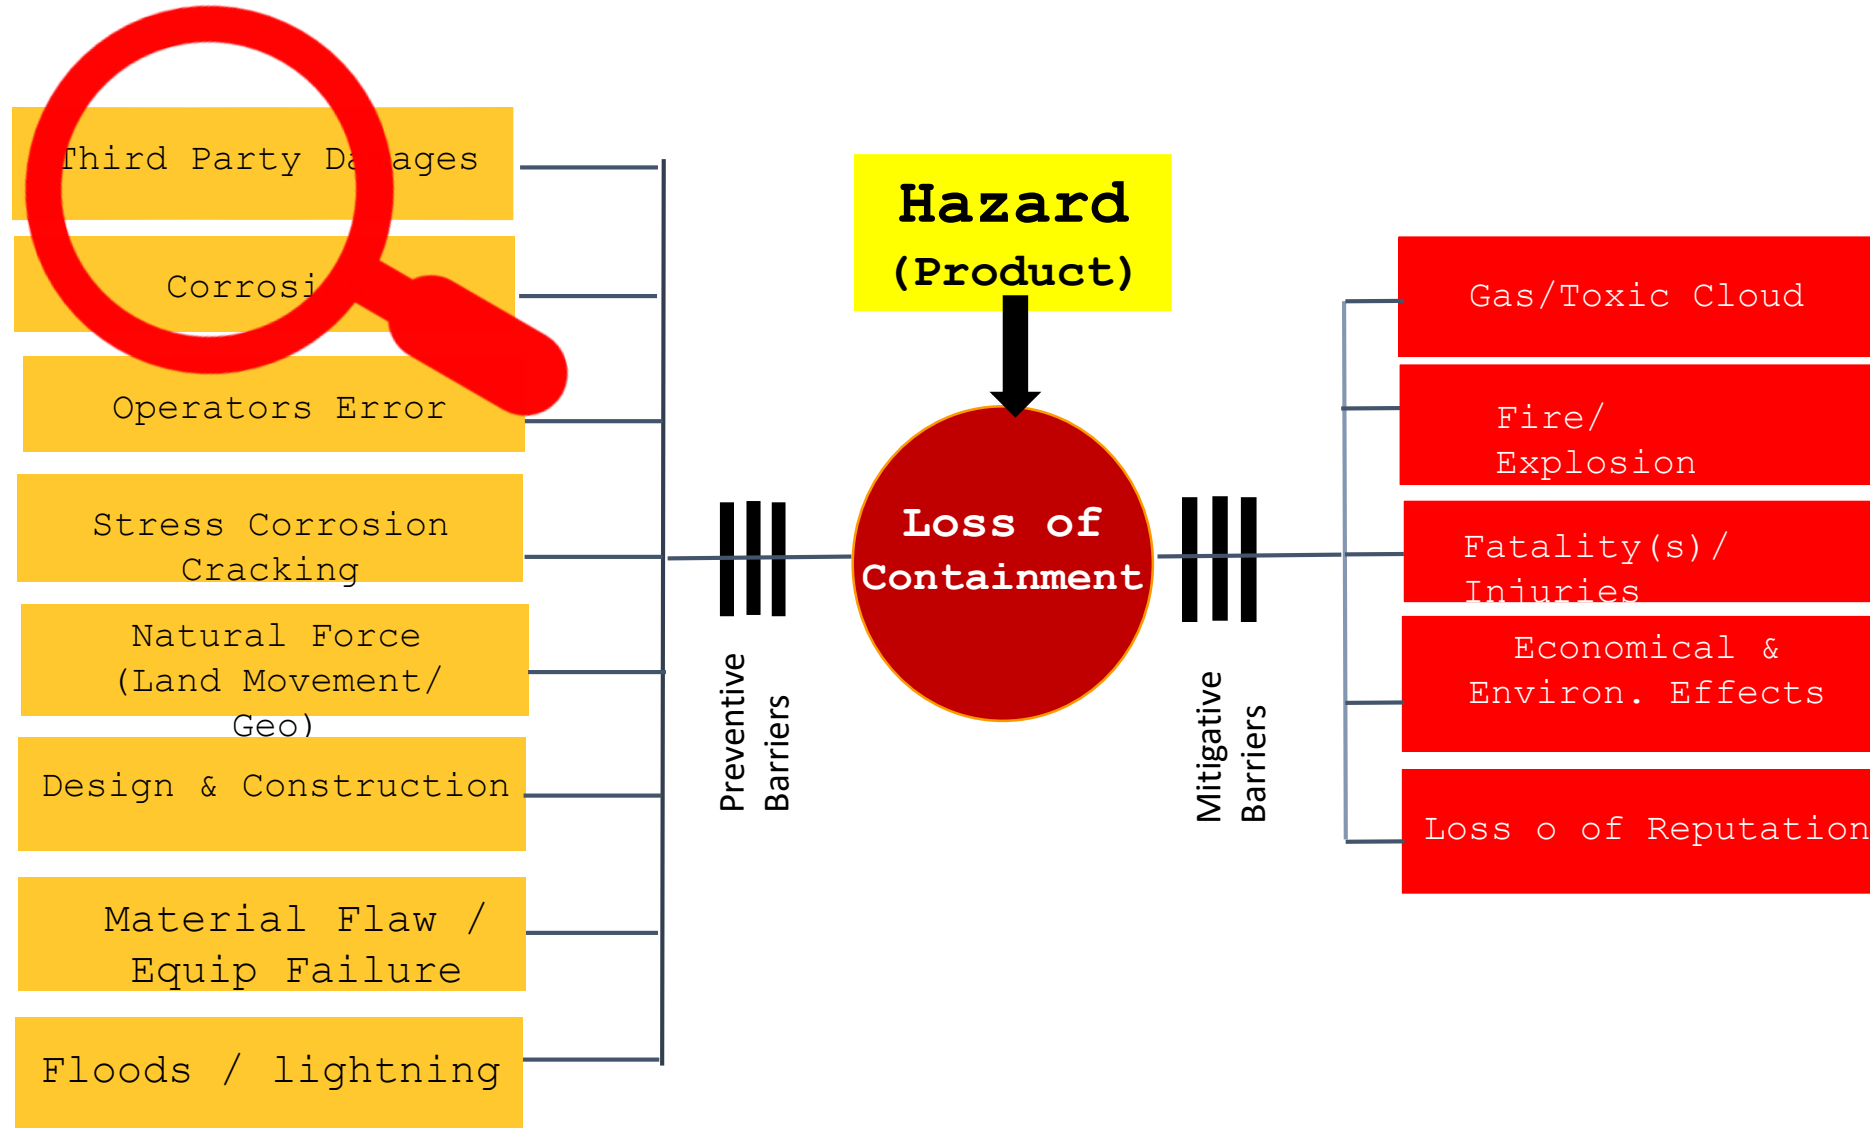 Third Party Damages
Corrosi
Operators Error
Stress Corrosion
Cracking
Natural Force
(Land Movement/
Geo)
Design & Construction
Material Flaw /
Equip Failure
Floods / lightning
Preventive
Barriers
Hazard
(Product)
Loss of
Containment
Mitigative
Barriers
Gas/Toxic Cloud
Fire/
Explosion
Fatality(s)/
Injuries
Economical &
Environ. Effects
Loss o of Reputation